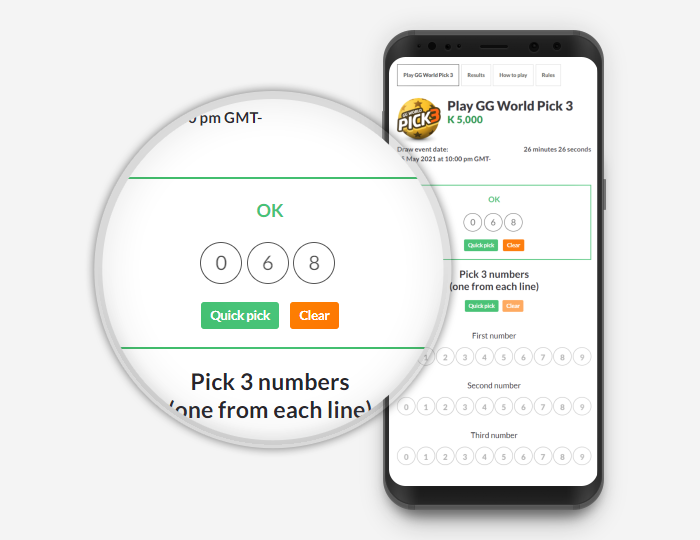 Play GG World Pick 3 Results How to play Rules
GG WORLD
PICK3
Play GG World Pick 3
K 5,000
Draw event date: 26 minutes 26 seconds
May 2021 at 10:00 pm GMT-
OK
0 6 8
Quick pick Clear
Pick 3 numbers
(one from each line)
Quick pick Clear
First number
1 2 3 4 5 6 7 8 9
Second number
0 1 2 3 4 5 6 7 8 9
Third number
0 1 2 3 4 5 6 7 8 9
pm GMT-
OK
0 6 8
Quick pick Clear
Pick 3 numbers
(one from each line)